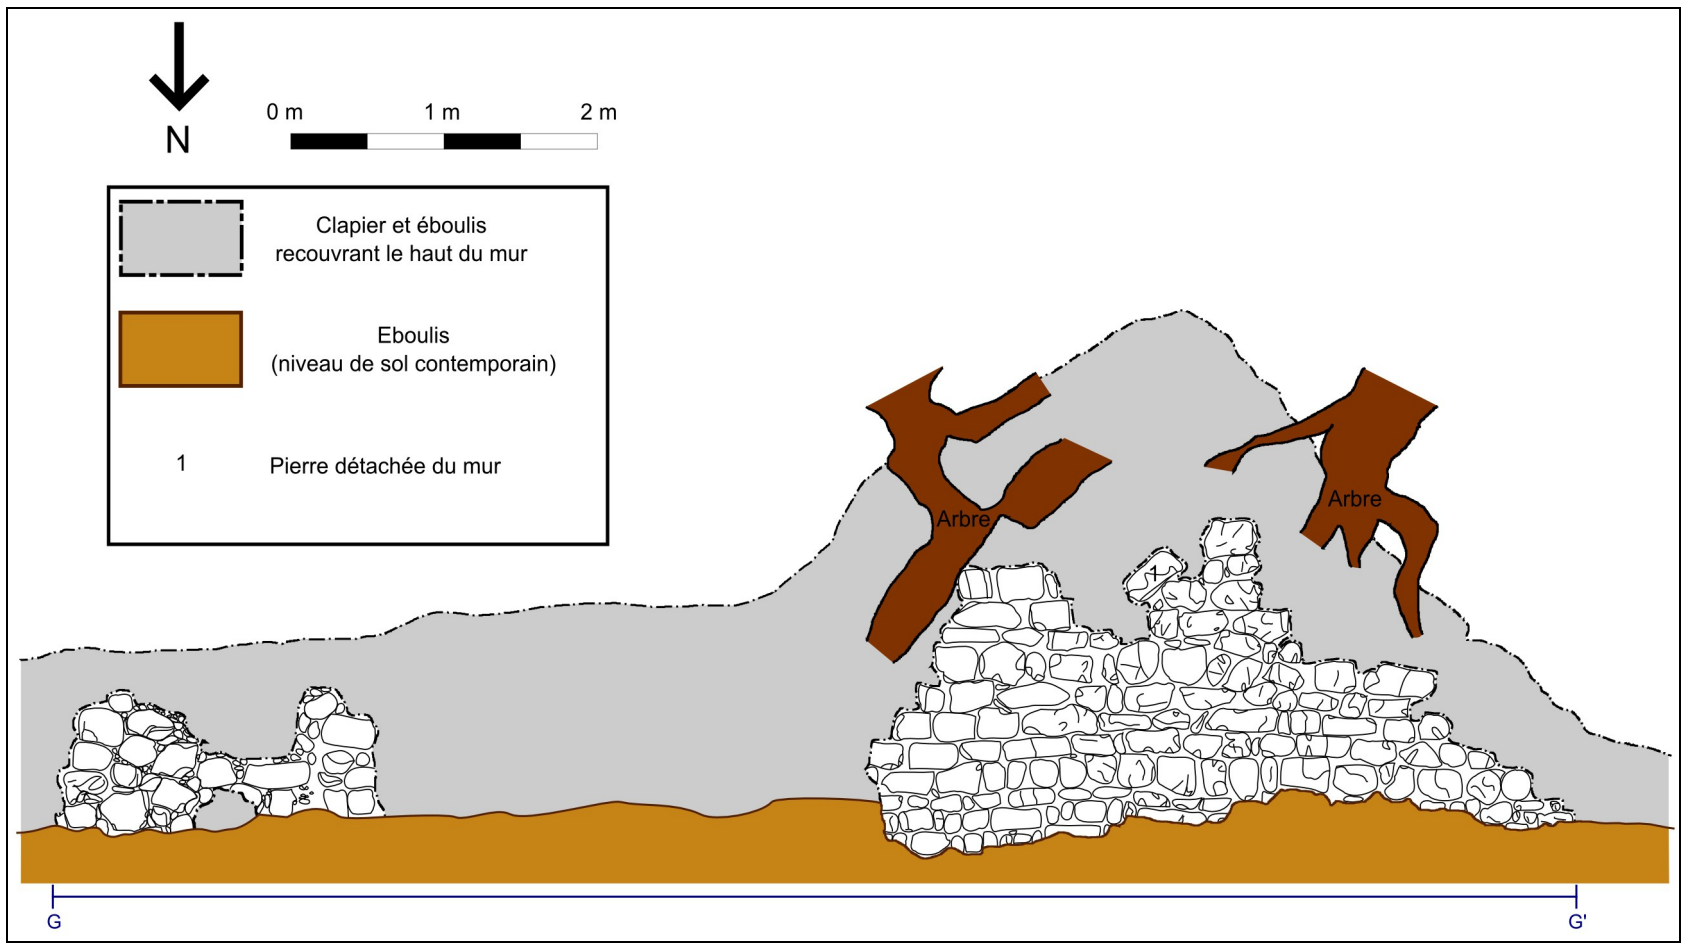 N
0 m 1 m 2 m
Clapier et éboulis
recouvrant le haut du mur
Eboulis
(niveau de sol contemporain)
1 Pierre détachée du mur
Arbre
Arbre
1
G G'